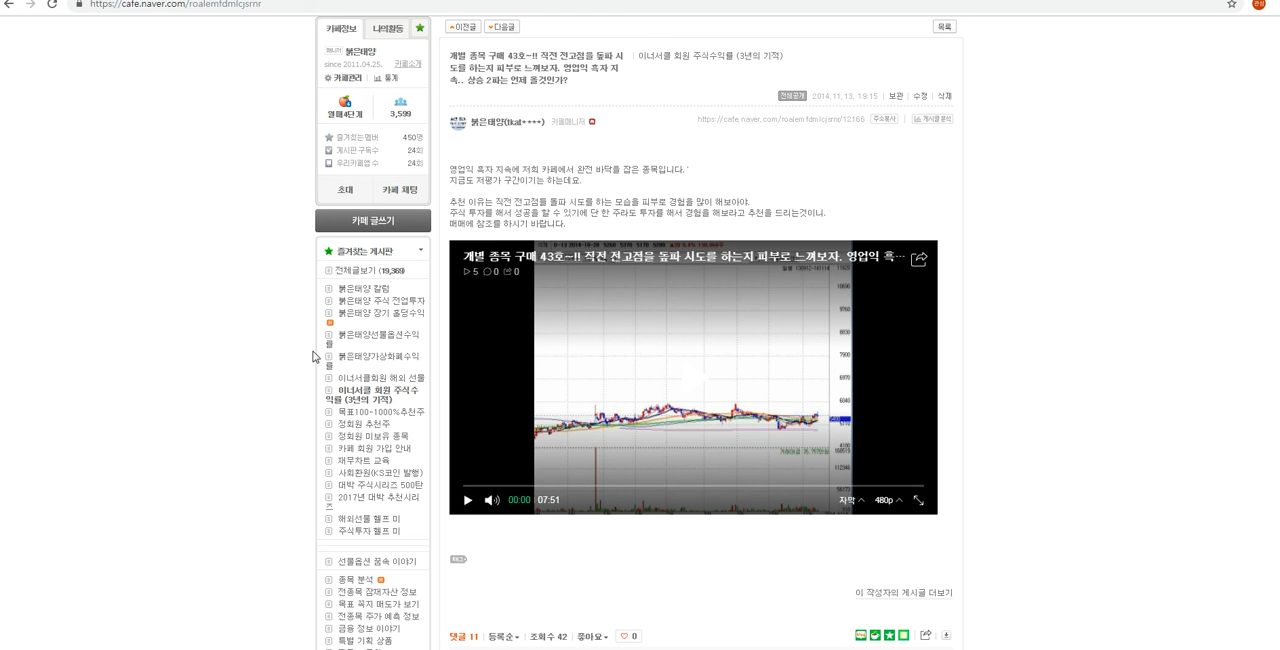 https://cafe.naver.com/roalemfdmlcjsrnr
카페정보 나의활동
매니저 붉은태양
since 2011.04.25. 카페소개
카페관리 통계
열매4단계 3,599
즐겨찾는 멤버 450명
게시판 구독수 24회
우리카페앱 수 24회
초대 카페 채팅
카페 글쓰기
즐겨찾는 게시판
전체글보기 (19,369)
붉은태양 칼럼
붉은태양 주식 전업투자
붉은태양 장기 홀덩수익
붉은태양선물옵션수익
률
붉은태양가상화폐수익
률
이너서클회원 해외 선물
이너서클 회원 주식수
익률 (3년의 기적)
목표100-1000%추천주
정회원 추천주
정회원 미보유 종목
카페 회원 가입 안내
재무차트 교육
사회환원(KS코인 발행)
대박 주식시리즈 500탄
2017년 대박 추천시리
즈
해외선물 헬프 미
주식투자 헬프 미
선물옵션 꿈속 이야기
종목 분석
전종목 잠재자산 정보
목표 꼭지 매도가 보기
전종목 주가 예측 정보
금융 정보 이야기
특별 기획 상품
이전글 다음글 목록
개별 종목 구매 43호~!! 직전 전고점을 돌파 시
도를 하는지 피부로 느껴보자. 영업익 흑자 지
속.. 상승 2파는 언제 올것인가?
이너서클 회원 주식수익률 (3년의 기적)
전체공개 2014.11.13. 19:15 보관 수정 삭제
붉은태양(tkat****) 카페매니저
https://cafe.naver.com/roalemfdmlcjsrnr/12166 주소복사 게시글분석
영업익 흑자 지속에 저희 카페에서 완전 바닥을 잡은 종목입니다. '
지금도 저평가 구간이기는 하는데요.
추천 이유는 직전 전고점을 돌파 시도를 하는 모습을 피부로 경험을 많이 해보아야.
주식 투자를 해서 성공을 할 수 있기에 단 한 주라도 투자를 해서 경험을 해보라고 추천을 드리는것이니.
매매에 참조를 하시기 바랍니다.
개별 종목 구매 43호~!! 직전 전고점을 돌파 시도를 하는지 피부로 느껴보자. 영업익 흑...
5 0 0
11620
10690
9760
7900
6970
6040
5110
4180
00:00 07:51 자막 480p
태그
이 작성자의 게시글 더보기
댓글 11 등록순 조회수 42 좋아요 0